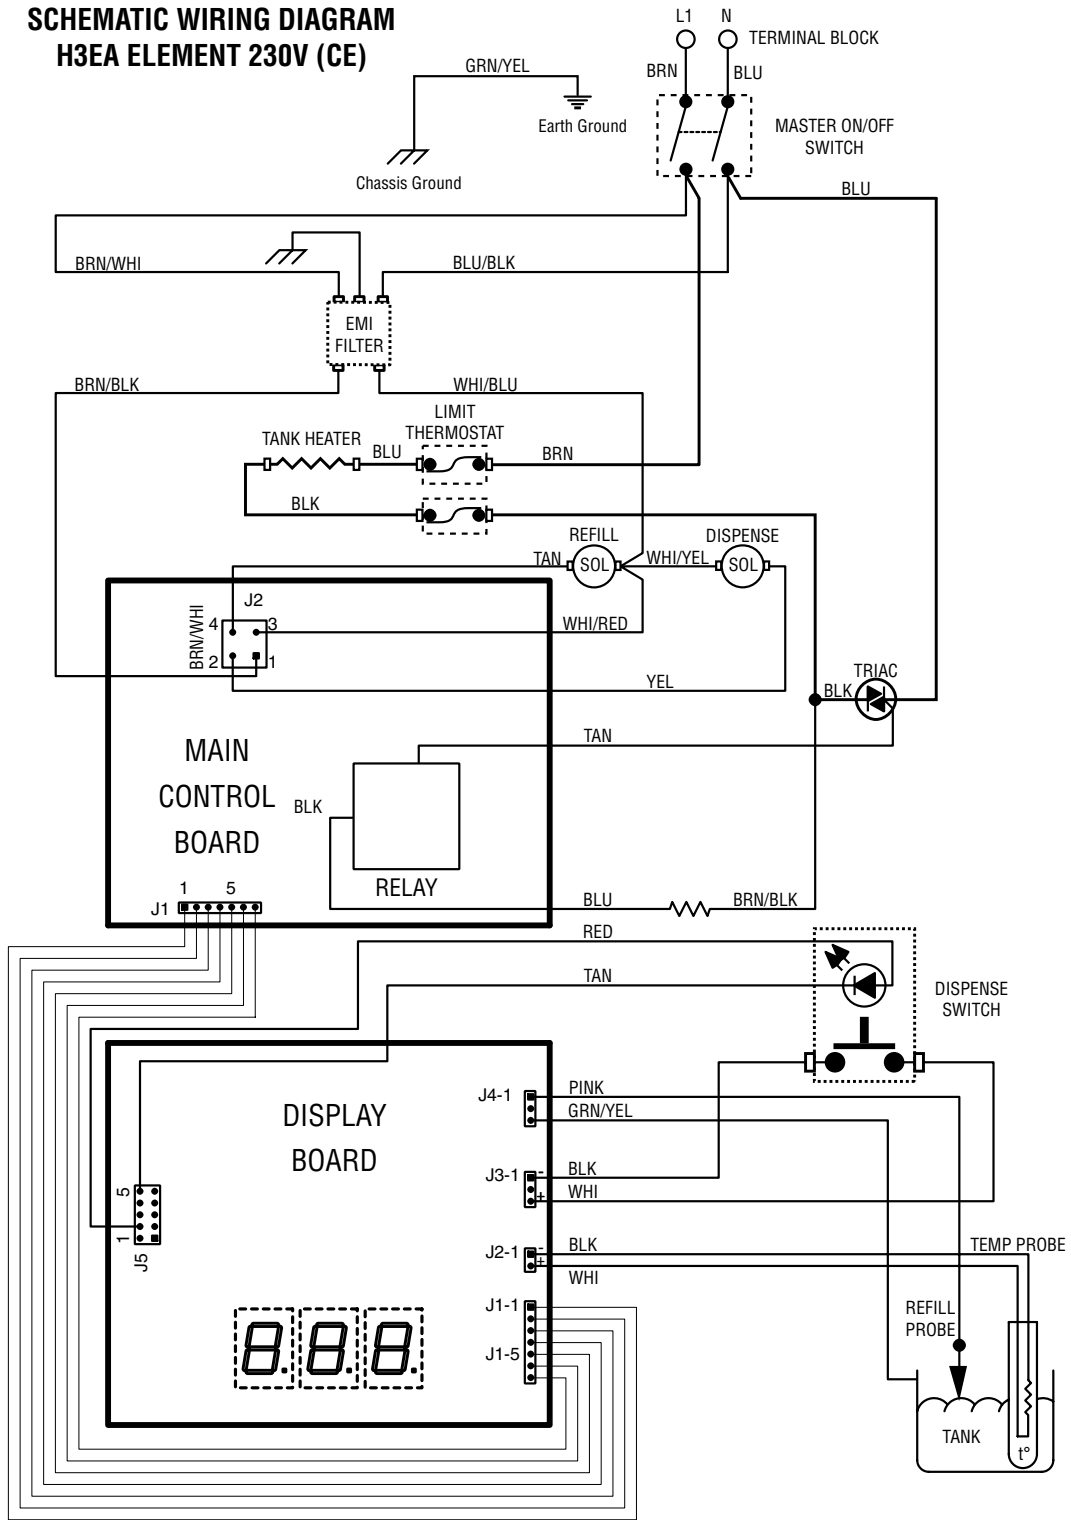 SCHEMATIC WIRING DIAGRAM
H3EA ELEMENT 230V (CE)
L1 N
TERMINAL BLOCK
BRN BLU
GRN/YEL
Earth Ground
Chassis Ground
MASTER ON/OFF
SWITCH
BLU
BRN/WHI
BLU/BLK
EMI
FILTER
BRN/BLK
WHI/BLU
LIMIT
THERMOSTAT
TANK HEATER
BLU
BRN
BLK
REFILL
DISPENSE
TAN
SOL
WHI/YEL
SOL
J2
4 3
2 1
BRN/WHI
WHI/RED
YEL
TRIAC
BLK
TAN
MAIN
CONTROL
BOARD
BLK
RELAY
BLU
BRN/BLK
1 5
J1
RED
TAN
DISPENSE
SWITCH
DISPLAY
BOARD
J4-1
PINK
GRN/YEL
J3-1
-
+
BLK
WHI
J2-1
-
+
BLK
WHI
TEMP PROBE
5
1
J5
J1-1
J1-5
8.8.8.
REFILL
PROBE
TANK
t°